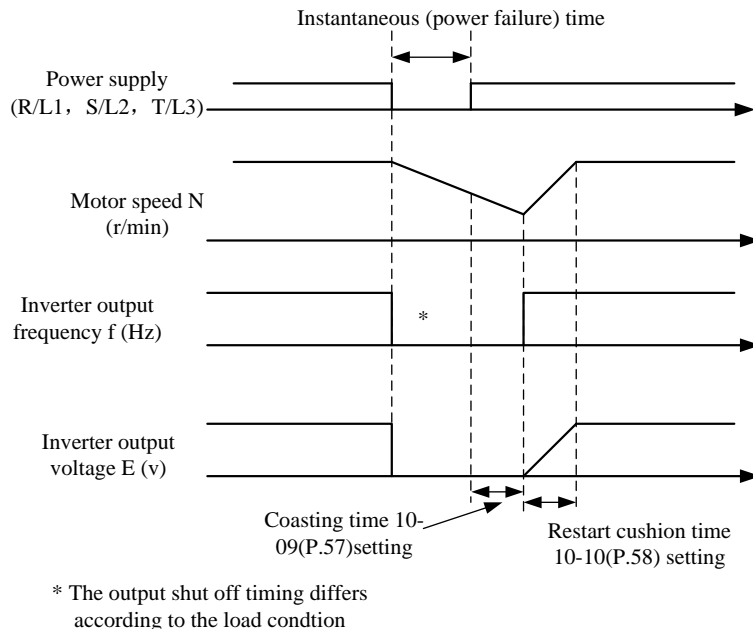 Instantaneous (power failure) time
Power supply
(R/L1，S/L2，T/L3)
Motor speed N
(r/min)
Inverter output
frequency f (Hz)
*
Inverter output
voltage E (v)
Coasting time 10-
09(P.57)setting
Restart cushion time
10-10(P.58) setting
* The output shut off timing differs
according to the load condtion